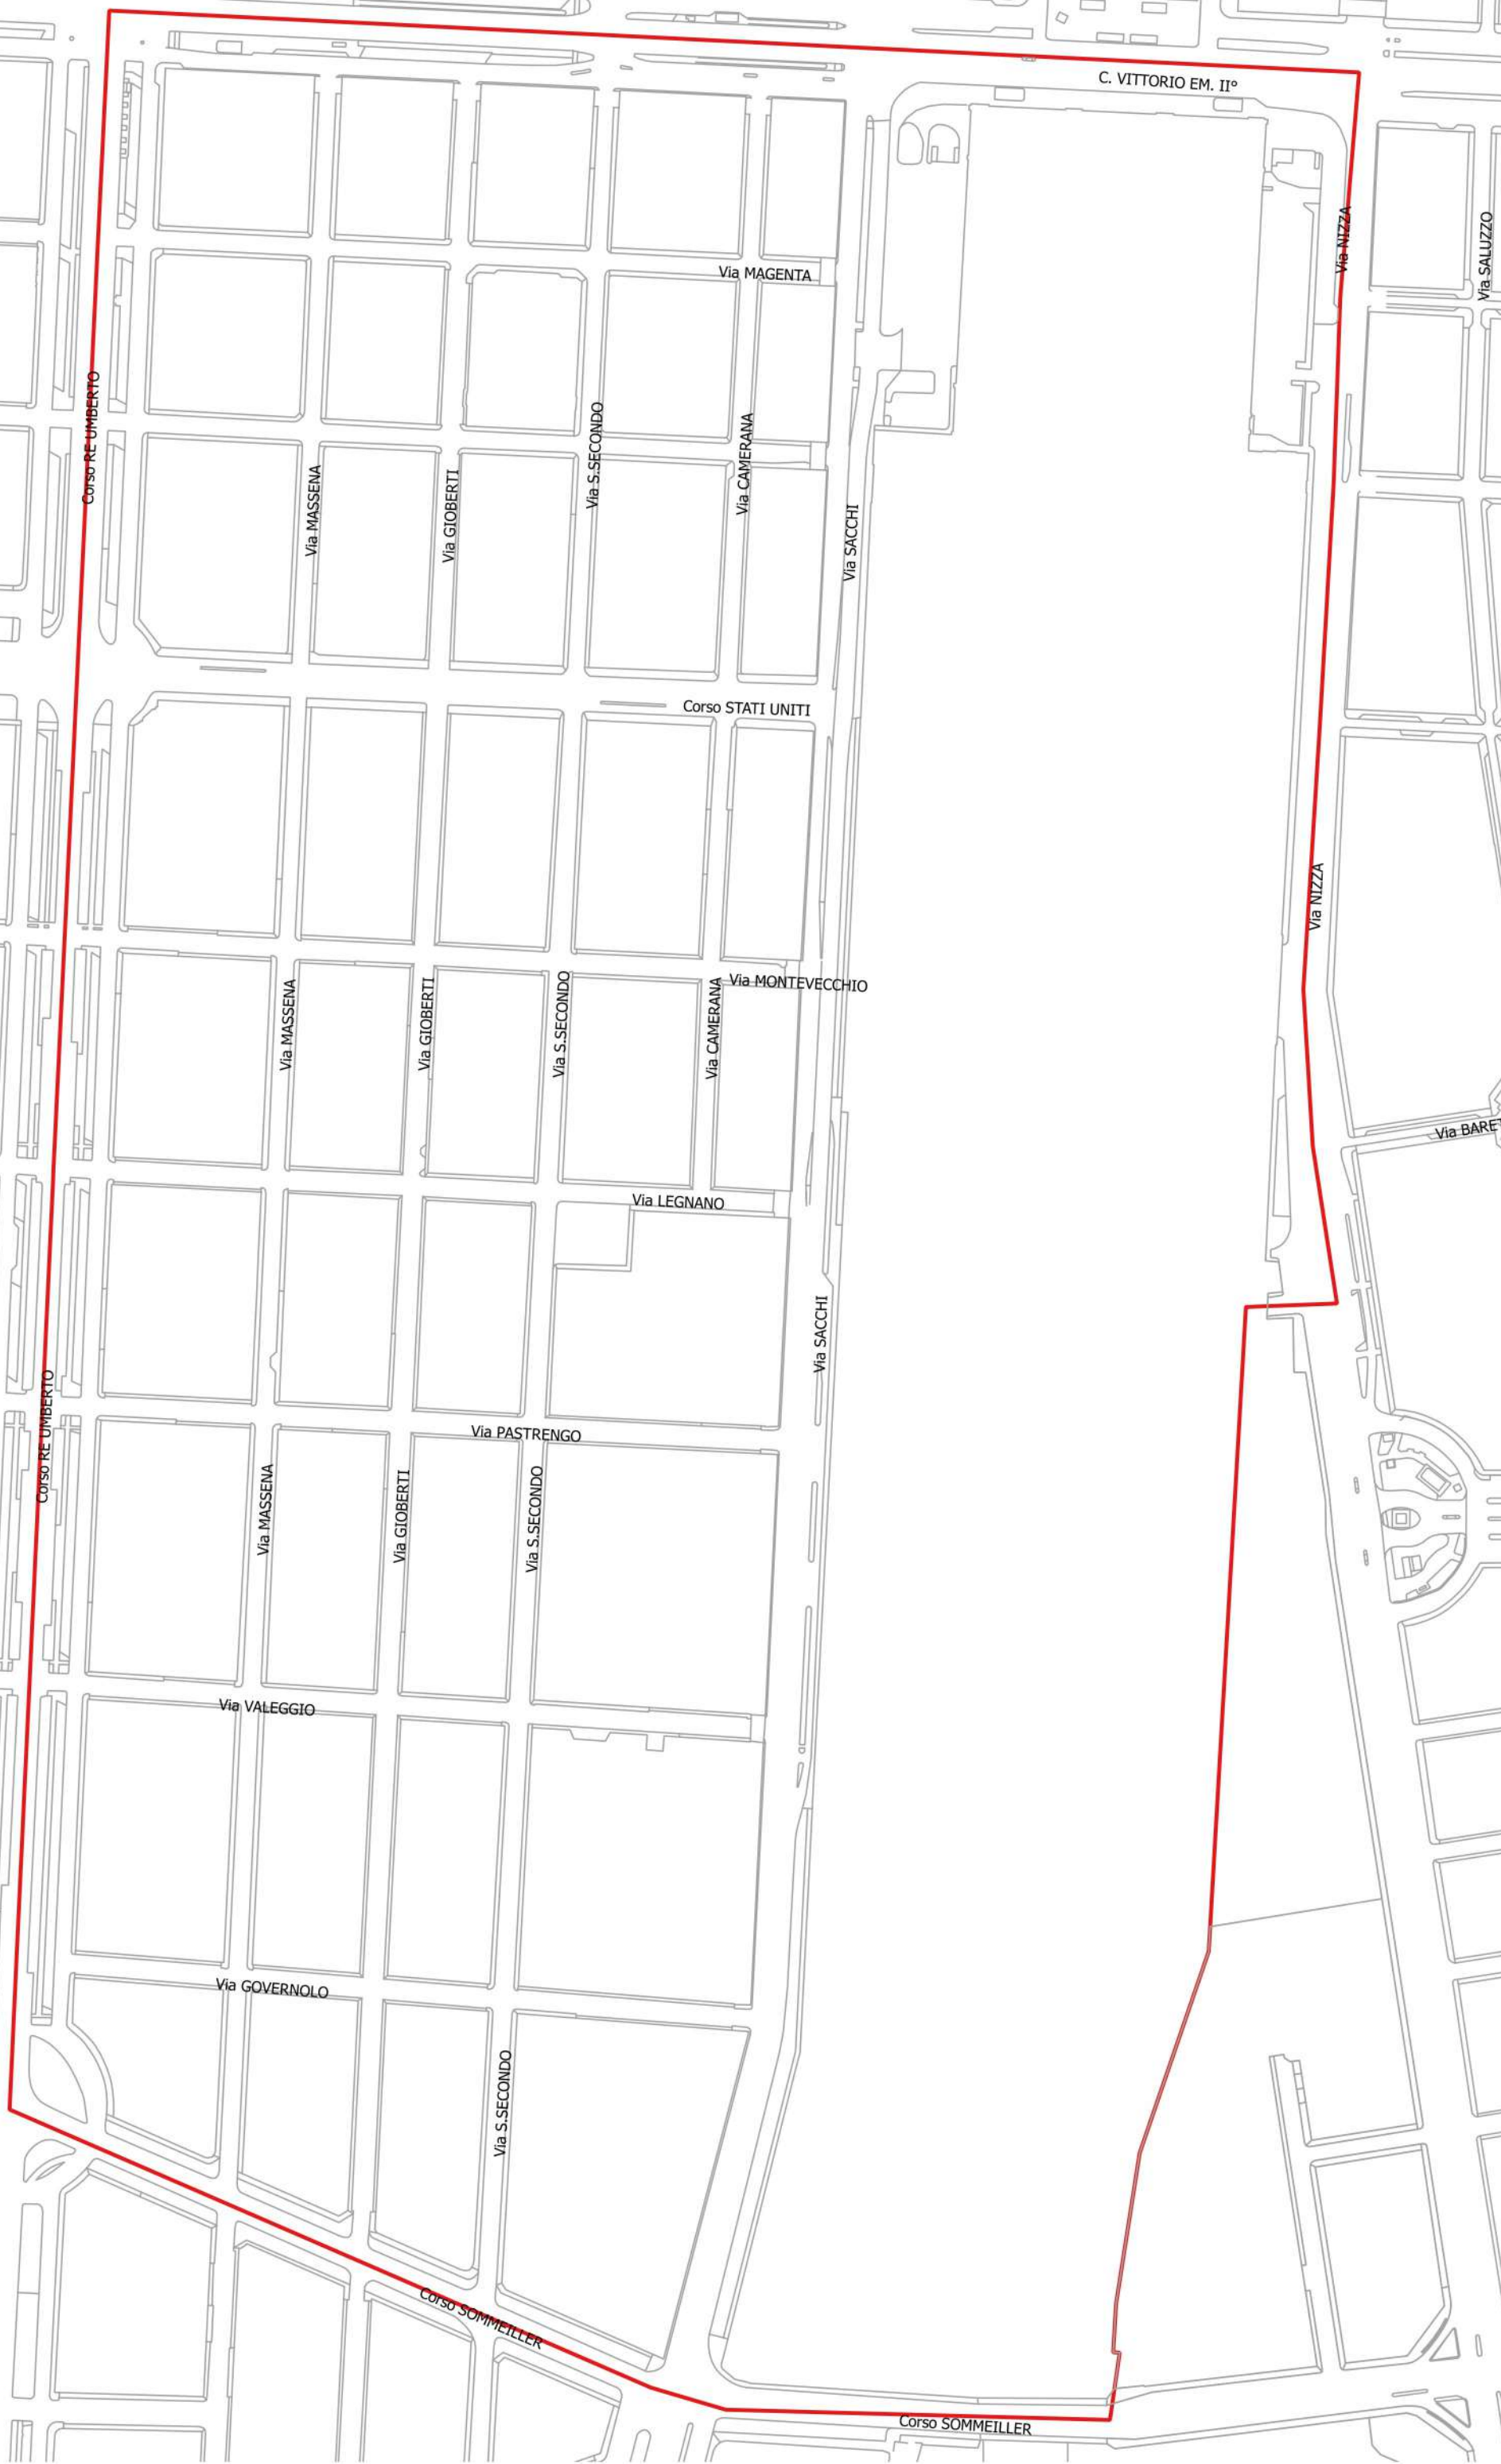 C. VITTORIO EM. II°
Via NIZZA
Via SALUZZO
Via MAGENTA
Corso RE UMBERTO
Via MASSENA
Via GIOBERTI
Via S.SECONDO
Via CAMERANA
Via SACCHI
Corso STATI UNITI
Via NIZZA
Via MONTEVECCHIO
Via MASSENA
Via GIOBERTI
Via S.SECONDO
Via CAMERANA
Via BARET
Via LEGNANO
Via SACCHI
Corso RE UMBERTO
Via PASTRENGO
Via MASSENA
Via GIOBERTI
Via S.SECONDO
Via VALEGGIO
Via GOVERNOLO
Via S.SECONDO
Corso SOMMEILLER
Corso SOMMEILLER